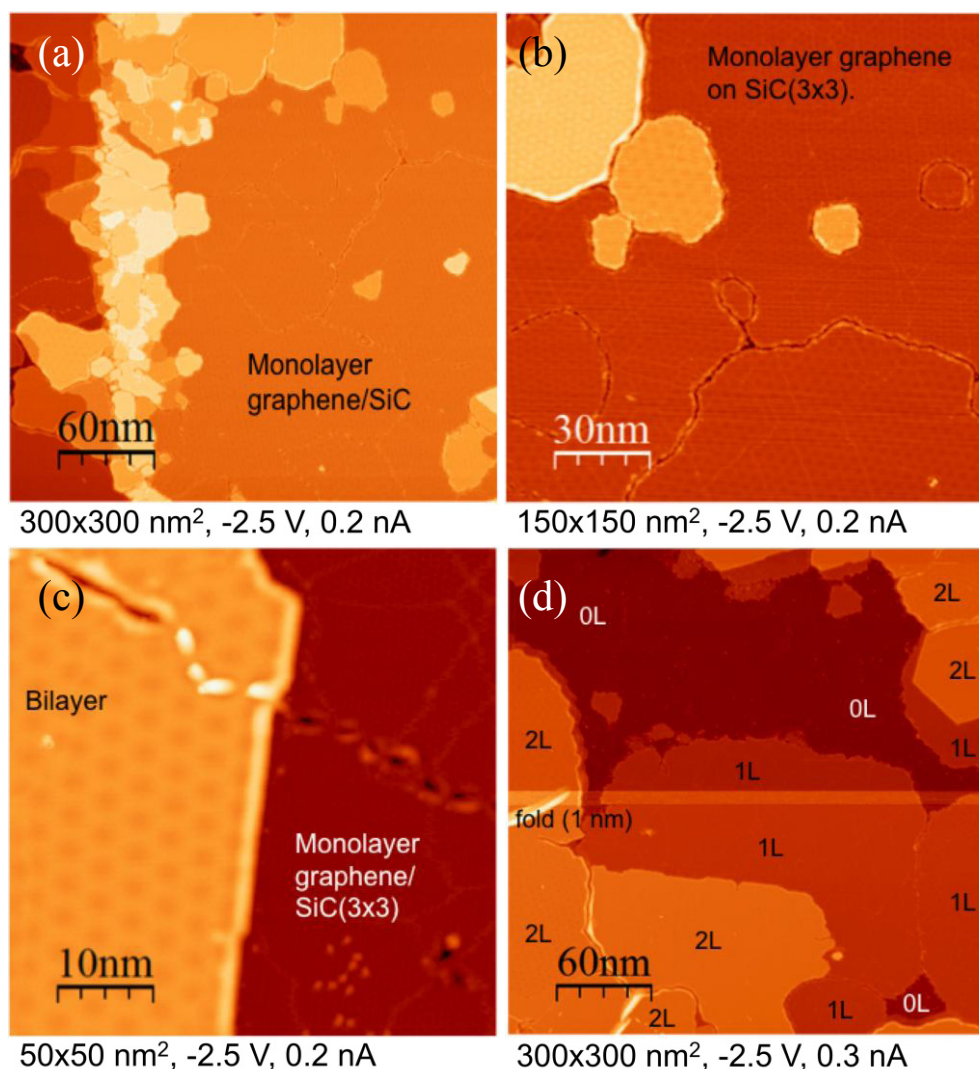 (a)
Monolayer
graphene/SiC
60nm
300x300 nm², -2.5 V, 0.2 nA
(b)
Monolayer graphene
on SiC(3x3).
30nm
150x150 nm², -2.5 V, 0.2 nA
(c)
Bilayer
Monolayer
graphene/
SiC(3x3)
10nm
50x50 nm², -2.5 V, 0.2 nA
(d)
0L
2L
2L
0L
2L
1L
1L
fold (1 nm)
1L
1L
2L
2L
60nm
2L
1L
0L
300x300 nm², -2.5 V, 0.3 nA